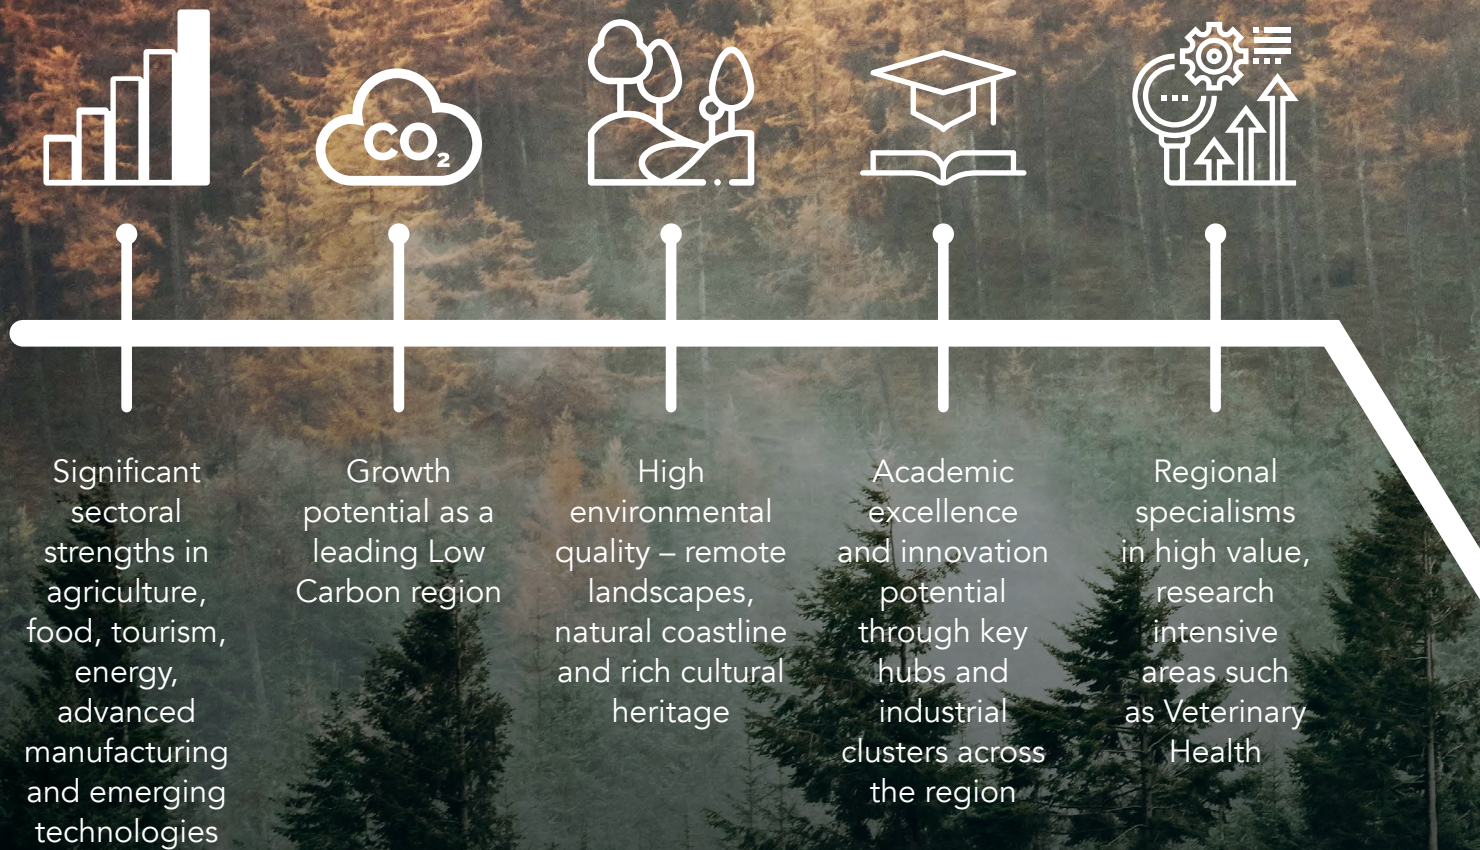 CO2
Significant
sectoral
strengths in
agriculture,
food, tourism,
energy,
advanced
manufacturing
and emerging
technologies
Growth
potential as a
leading Low
Carbon region
High
environmental
quality – remote
landscapes,
natural coastline
and rich cultural
heritage
Academic
excellence
and innovation
potential
through key
hubs and
industrial
clusters across
the region
Regional
specialisms
in high value,
research
intensive
areas such
as Veterinary
Health